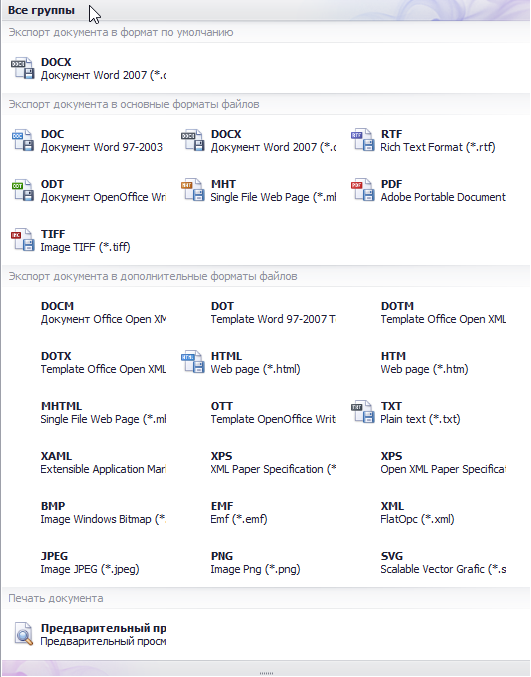 Все группы
Экспорт документа в формат по умолчанию
DOCX
Документ Word 2007 (*.c
Экспорт документа в основные форматы файлов
DOC DOCX RTF
Документ Word 97-2003 Документ Word 2007 (*.c Rich Text Format (*.rtf)
ODT MHT PDF
Документ OpenOffice Wri Single File Web Page (*.ml Adobe Portable Document
TIFF
Image TIFF (*.tiff)
Экспорт документа в дополнительные форматы файлов
DOCM DOT DOTM
Документ Office Open XM Template Word 97-2007 T Template Office Open XML
DOTX HTML HTM
Template Office Open XML Web page (*.html) Web page (*.htm)
MHTML OTT TXT
Single File Web Page (*.ml Template OpenOffice Writ Plain text (*.txt)
XAML XPS XPS
Extensible Application Mar XML Paper Specification (* Open XML Paper Specificat
BMP EMF XML
Image Windows Bitmap (* Emf (*.emf) FlatOpc (*.xml)
JPEG PNG SVG
Image JPEG (*.jpeg) Image Png (*.png) Scalable Vector Grafic (*.s
Печать документа
Предварительный пр
Предварительный просм